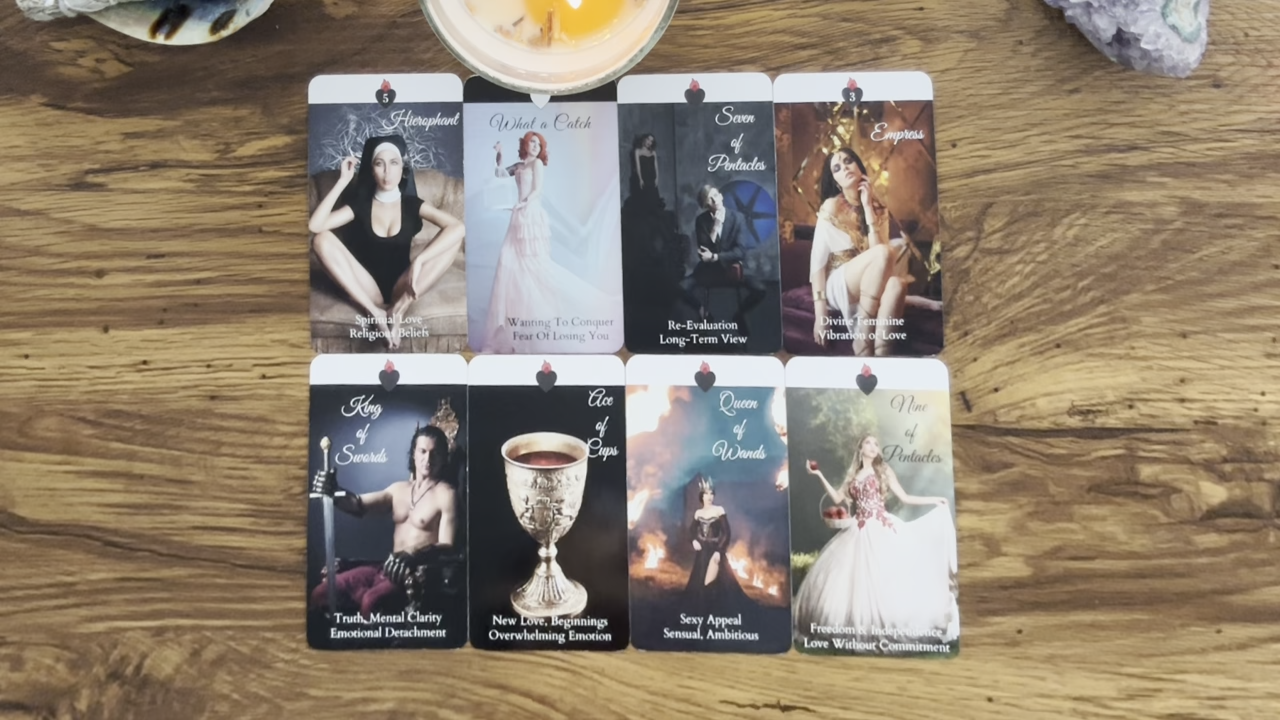 5
Hierophant
Spiritual Love
Religious Beliefs
What a Catch
Wanting To Conquer
Fear Of Losing You
Seven
of
Pentacles
Re-Evaluation
Long-Term View
3
Empress
Divine Feminine
Vibration of Love
King
of
Swords
Truth, Mental Clarity
Emotional Detachment
Ace
of
Cups
New Love, Beginnings
Overwhelming Emotion
Queen
of
Wands
Sexy Appeal
Sensual, Ambitious
Nine
of
Pentacles
Freedom & Independence
Love Without Commitment